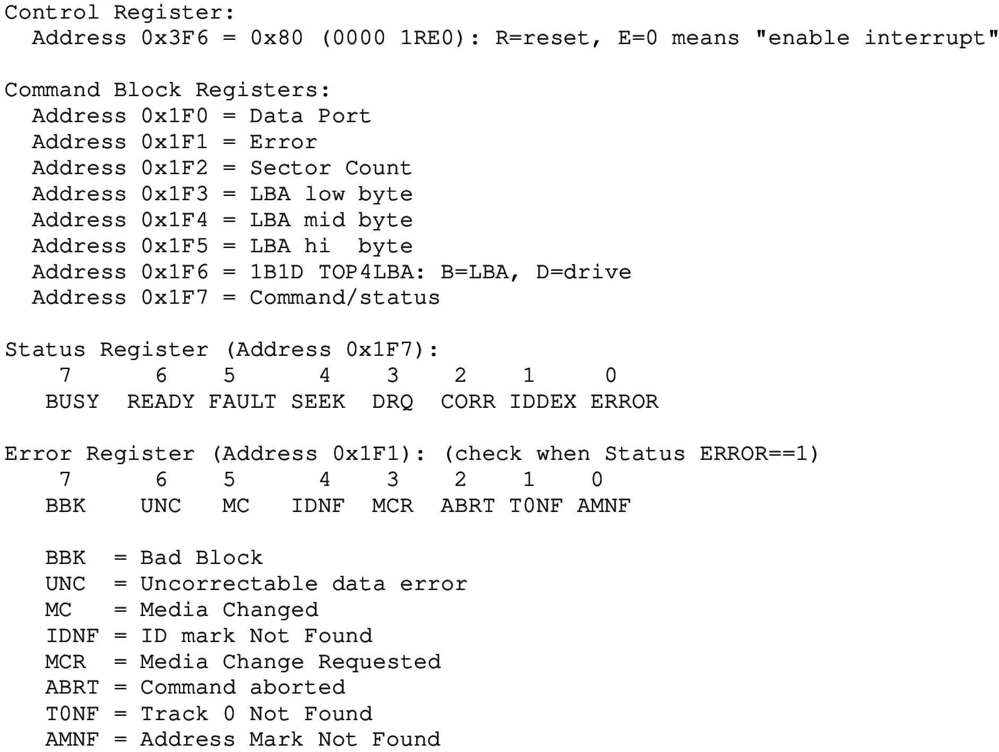 Control Register:
  Address 0x3F6 = 0x80 (0000 1RE0): R=reset, E=0 means "enable interrupt"

Command Block Registers:
  Address 0x1F0 = Data Port
  Address 0x1F1 = Error
  Address 0x1F2 = Sector Count
  Address 0x1F3 = LBA low byte
  Address 0x1F4 = LBA mid byte
  Address 0x1F5 = LBA hi  byte
  Address 0x1F6 = 1B1D TOP4LBA: B=LBA, D=drive
  Address 0x1F7 = Command/status

Status Register (Address 0x1F7):
    7      6    5      4    3    2    1     0
   BUSY  READY FAULT SEEK  DRQ  CORR IDDEX ERROR

Error Register (Address 0x1F1): (check when Status ERROR==1)
    7      6    5      4    3    2    1    0
   BBK    UNC   MC   IDNF  MCR  ABRT T0NF AMNF

   BBK  = Bad Block
   UNC  = Uncorrectable data error
   MC   = Media Changed
   IDNF = ID mark Not Found
   MCR  = Media Change Requested
   ABRT = Command aborted
   T0NF = Track 0 Not Found
   AMNF = Address Mark Not Found